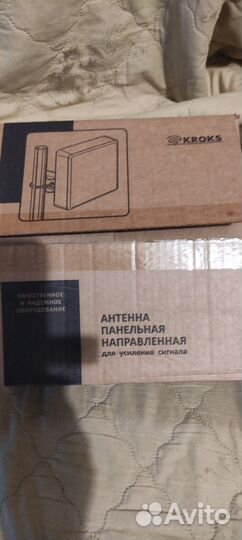 KROKS
КАЧЕСТВЕННОЕ
И НАДЕЖНОЕ
ОБОРУДОВАНИЕ
АНТЕННА
ПАНЕЛЬНАЯ
НАПРАВЛЕННАЯ
для усиления сигнала
Avito